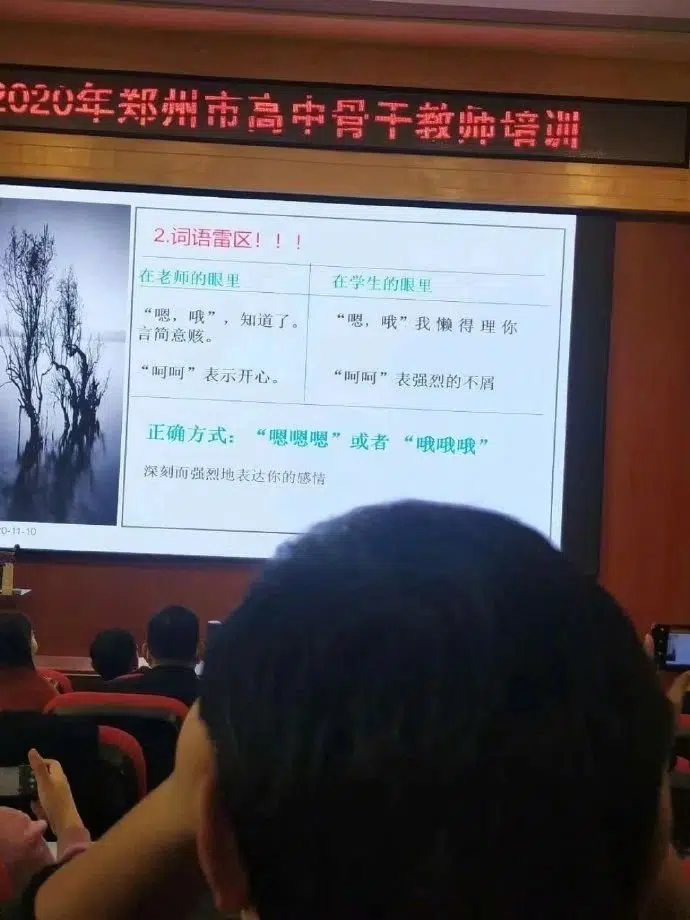 2020年郑州市高中骨干教师培训
2.词语雷区！！！
在老师的眼里
在学生的眼里
“嗯，哦”，知道了。
言简意赅。
“嗯，哦”我懒得理你
“呵呵”表示开心。
“呵呵”表强烈的不屑
正确方式：“嗯嗯嗯”或者“哦哦哦”
深刻而强烈地表达你的感情
0-11-10